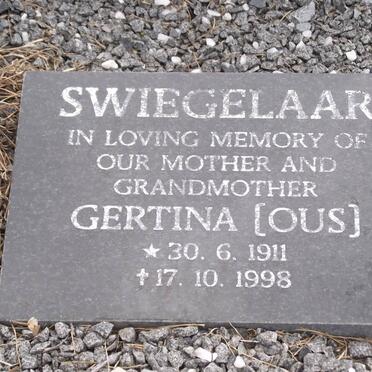 SWIEGELAAR
IN LOVING MEMORY OF
OUR MOTHER AND
GRANDMOTHER
GERTINA [OUS]
★ 30. 6. 1911
✝ 17. 10. 1998